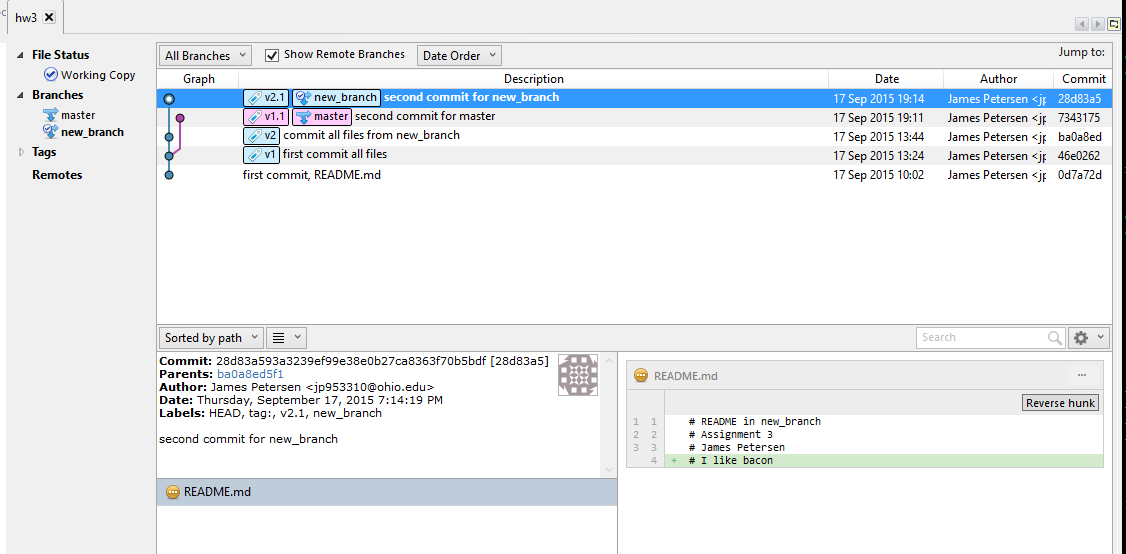 hw3
File Status
Working Copy
Branches
master
new_branch
Tags
Remotes
All Branches Show Remote Branches Date Order Jump to:
Graph Description Date Author Commit
v2.1 new_branch second commit for new_branch 17 Sep 2015 19:14 James Petersen <jp 28d83a5
v1.1 master second commit for master 17 Sep 2015 19:11 James Petersen <jp 7343175
v2 commit all files from new_branch 17 Sep 2015 13:44 James Petersen <jp ba0a8ed
v1 first commit all files 17 Sep 2015 13:24 James Petersen <jp 46e0262
first commit, README.md 17 Sep 2015 10:02 James Petersen <jp 0d7a72d
Sorted by path Search
Commit: 28d83a593a3239ef99e38e0b27ca8363f70b5bdf [28d83a5]
Parents: ba0a8ed5f1
Author: James Petersen <jp953310@ohio.edu>
Date: Thursday, September 17, 2015 7:14:19 PM
Labels: HEAD, tag:, v2.1, new_branch
second commit for new_branch
README.md
README.md ...
Reverse hunk
1 1 # README in new_branch
2 2 # Assignment 3
3 3 # James Petersen
4 + # I like bacon